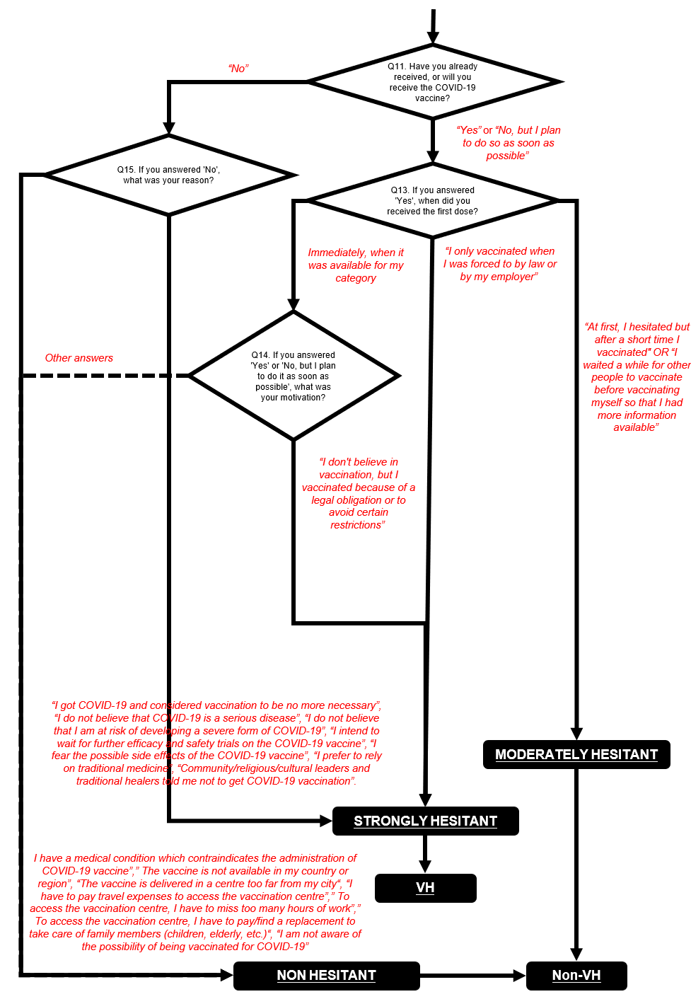 Q11. Have you already
received, or will you
receive the COVID-19
vaccine?
“No”
“Yes” or “No, but I plan
to do so as soon as
possible”
Q15. If you answered 'No',
what was your reason?
Q13. If you answered
'Yes', when did you
received the first dose?
Immediately, when it
was available for my
category
“I only vaccinated when
I was forced to by law or
by my employer”
“At first, I hesitated but
after a short time I
vaccinated" OR “I
waited a while for other
people to vaccinate
before vaccinating
myself so that I had
more information
available”
Other answers
Q14. If you answered
'Yes' or 'No, but I plan
to do it as soon as
possible', what was
your motivation?
“I don't believe in
vaccination, but I
vaccinated because of a
legal obligation or to
avoid certain
restrictions”
“I got COVID-19 and considered vaccination to be no more necessary”,
“I do not believe that COVID-19 is a serious disease”, “I do not believe
that I am at risk of developing a severe form of COVID-19”, “I intend to
wait for further efficacy and safety trials on the COVID-19 vaccine”, “I
fear the possible side effects of the COVID-19 vaccine”, “I prefer to rely
on traditional medicine”, “Community/religious/cultural leaders and
traditional healers told me not to get COVID-19 vaccination”.
MODERATELY HESITANT
STRONGLY HESITANT
VH
I have a medical condition which contraindicates the administration of
COVID-19 vaccine”,” The vaccine is not available in my country or
region”, “The vaccine is delivered in a centre too far from my city“, “I
have to pay travel expenses to access the vaccination centre”,” To
access the vaccination centre, I have to miss too many hours of work”,”
To access the vaccination centre, I have to pay/find a replacement to
take care of family members (children, elderly, etc.)“, “I am not aware of
the possibility of being vaccinated for COVID-19”
NON HESITANT
Non-VH